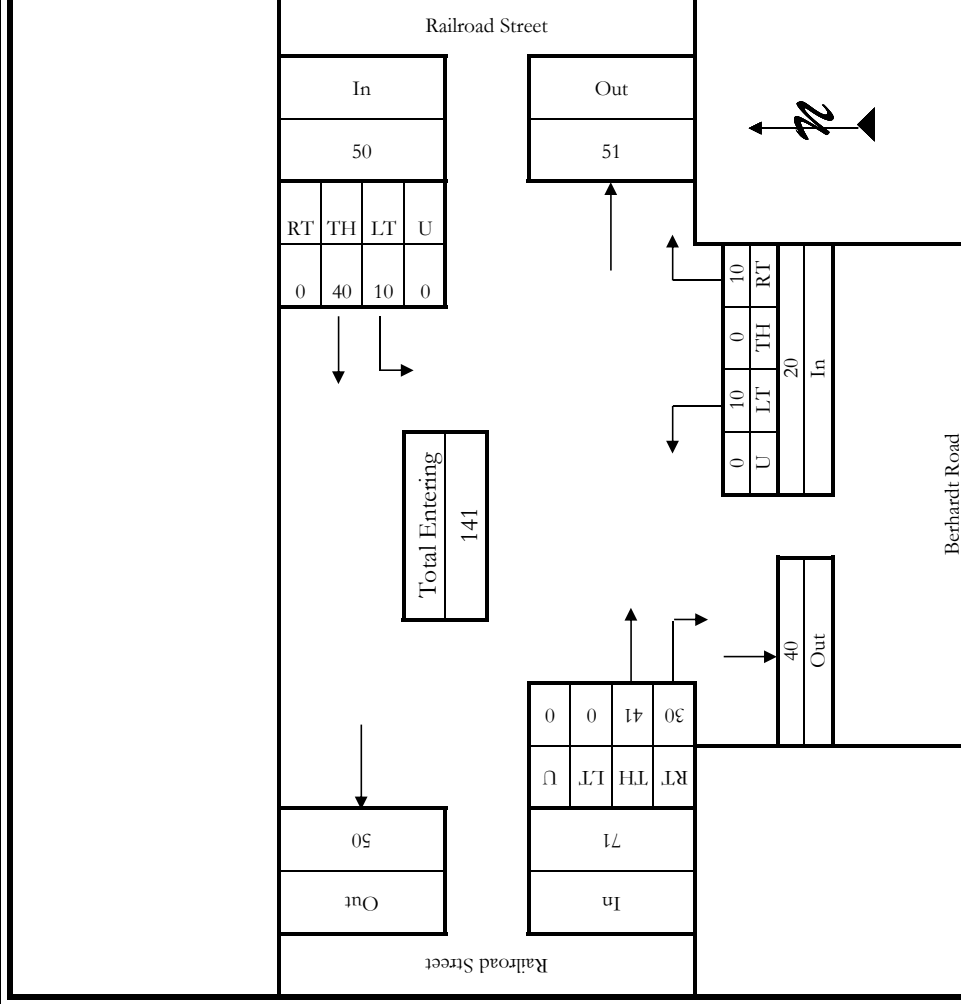 Railroad Street
In
Out
50
51
RT TH LT U
0 40 10 0
N
10 RT
0 TH
10 LT
0 U
20
In
Berhardt Road
Total Entering
141
40
Out
0 0 41 30
U LT TH RT
50
71
Out
In
Railroad Street